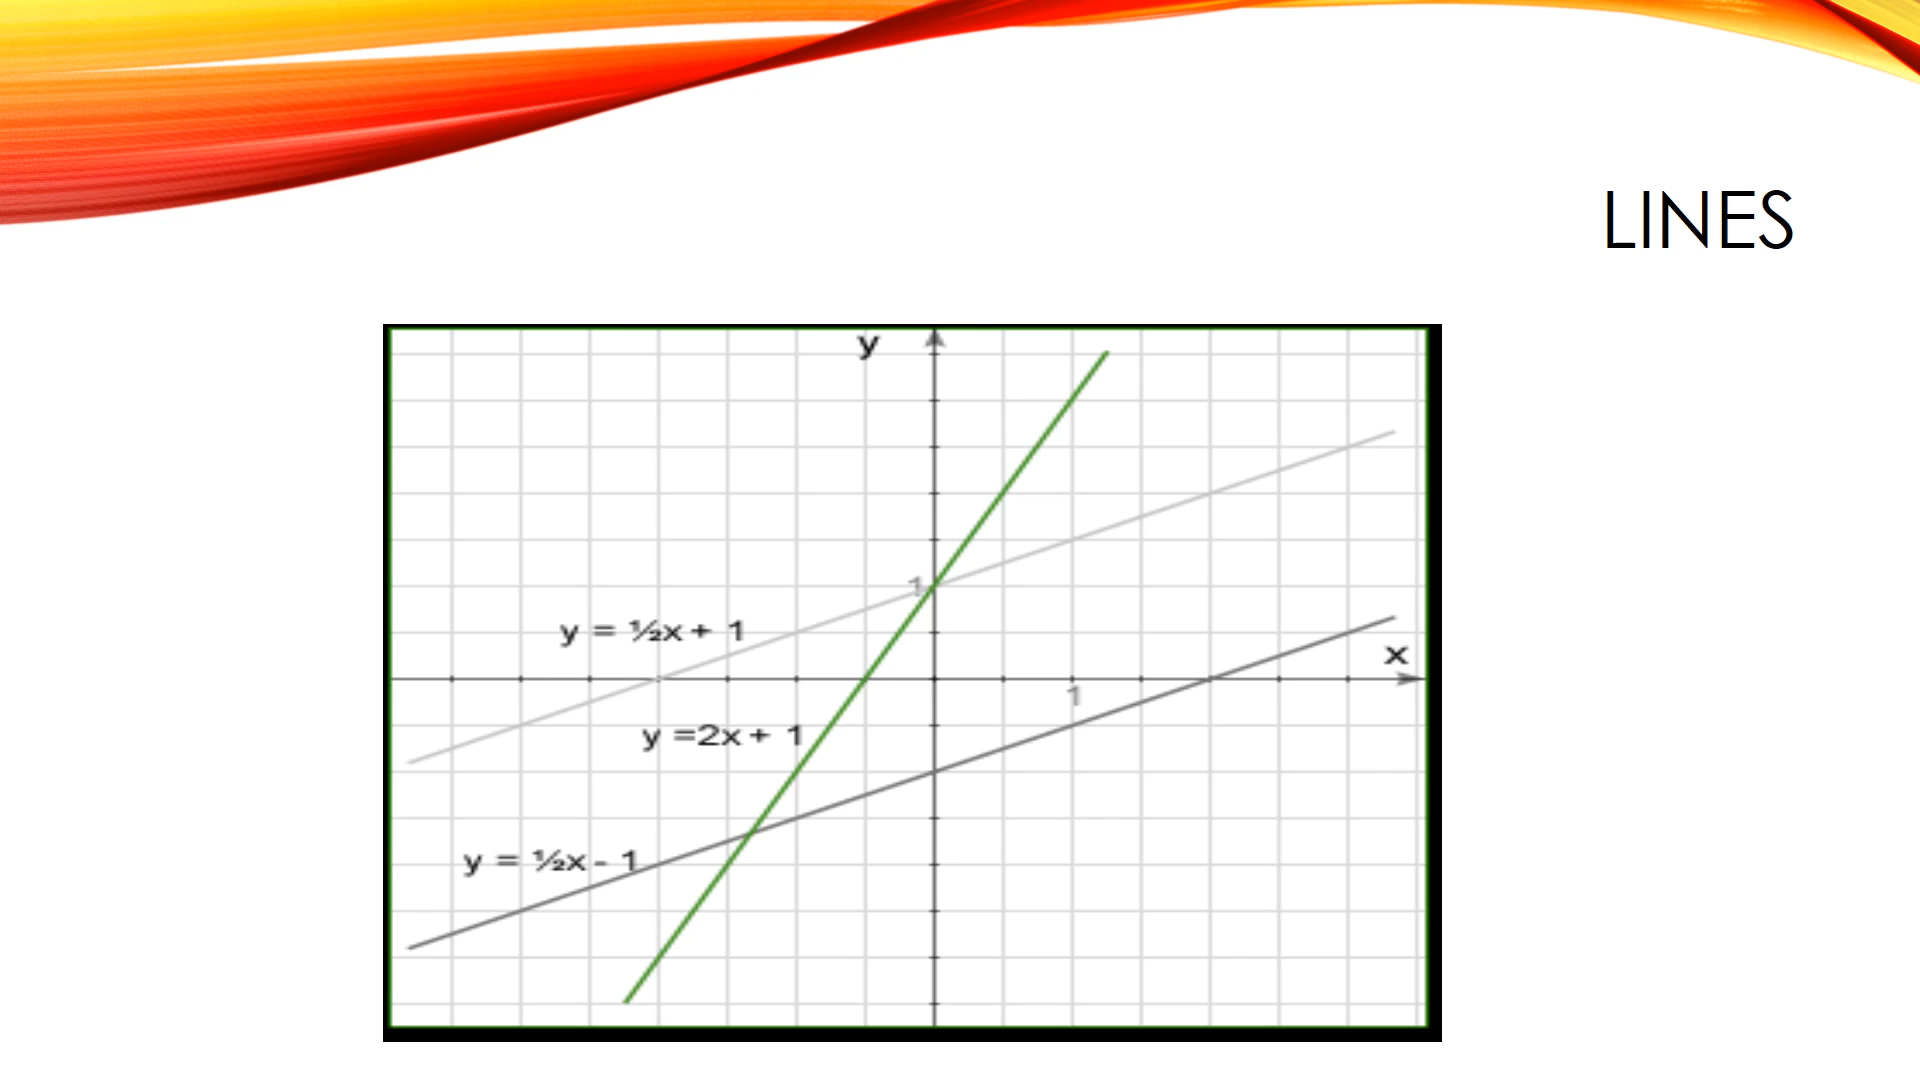 LINES
y
1
y = ½x + 1
x
1
y =2x + 1
y = ½x - 1